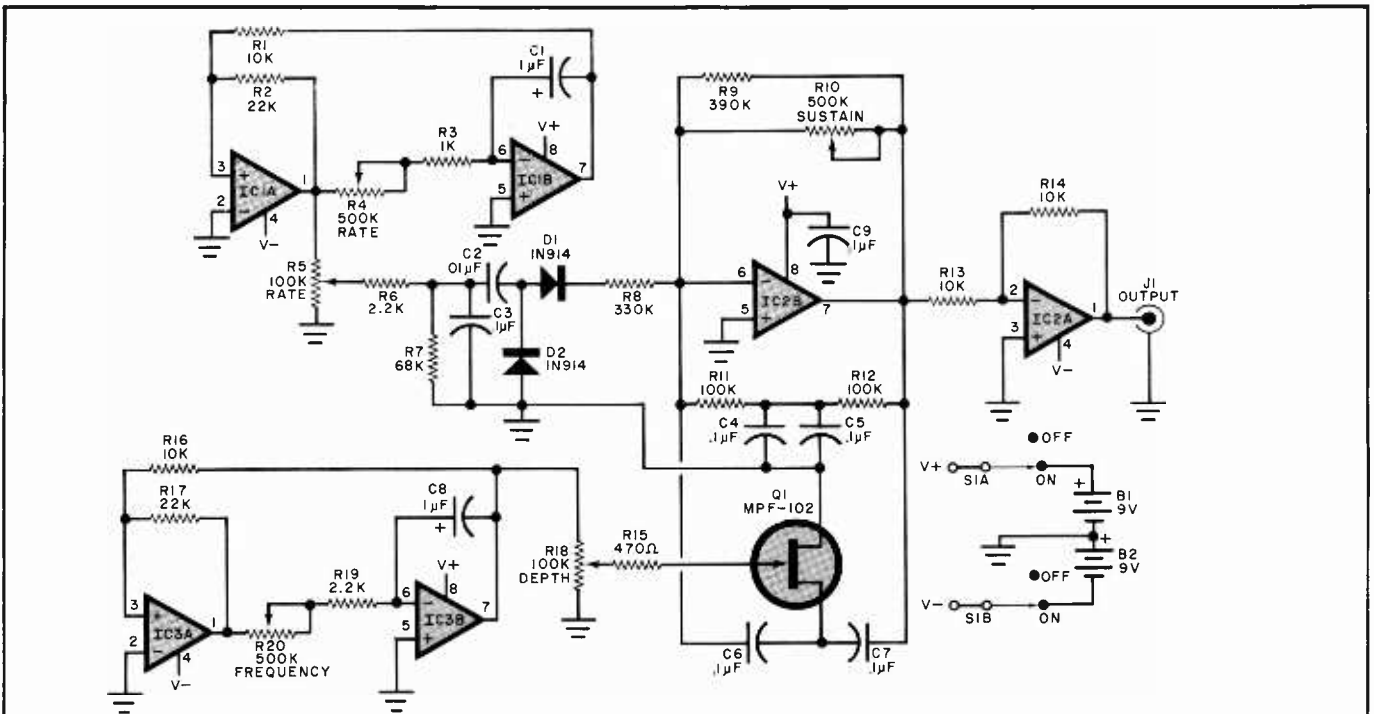 R1
10K
R2
22K
C1
1µF
+
R3
1K
V+
3
+
IC1A
1
2
-
4
V-
R4
500K
RATE
6
-
8
IC1B
7
5
+
R5
100K
RATE
R6
2.2K
C2
.01µF
D1
1N914
R8
330K
C3
.1µF
R7
68K
D2
1N914
R9
390K
R10
500K
SUSTAIN
V+
C9
.1µF
6
-
8
IC2B
7
5
+
R13
10K
R14
10K
2
-
IC2A
1
3
+
4
V-
J1
OUTPUT
R11
100K
R12
100K
C4
.1µF
C5
.1µF
Q1
MPF-102
C6
.1µF
C7
.1µF
R16
10K
R17
22K
C8
1µF
+
R18
100K
DEPTH
R15
470Ω
R19
2.2K
V+
3
+
IC3A
1
2
-
4
V-
R20
500K
FREQUENCY
6
-
8
IC3B
7
5
+
OFF
V+
S1A
ON
+
B1
9V
+
B2
9V
OFF
V-
S1B
ON